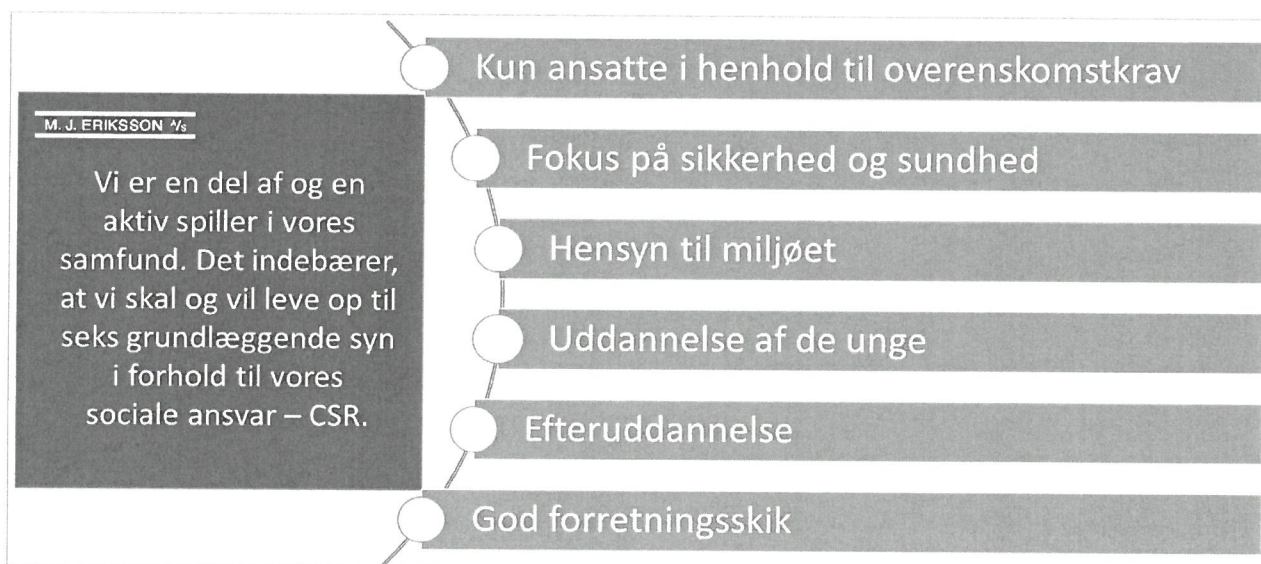 M. J. ERIKSSON A/S
Vi er en del af og en
aktiv spiller i vores
samfund. Det indebærer,
at vi skal og vil leve op til
seks grundlæggende syn
i forhold til vores
sociale ansvar – CSR.
Kun ansatte i henhold til overenskomstkrav
Fokus på sikkerhed og sundhed
Hensyn til miljøet
Uddannelse af de unge
Efteruddannelse
God forretningsskik